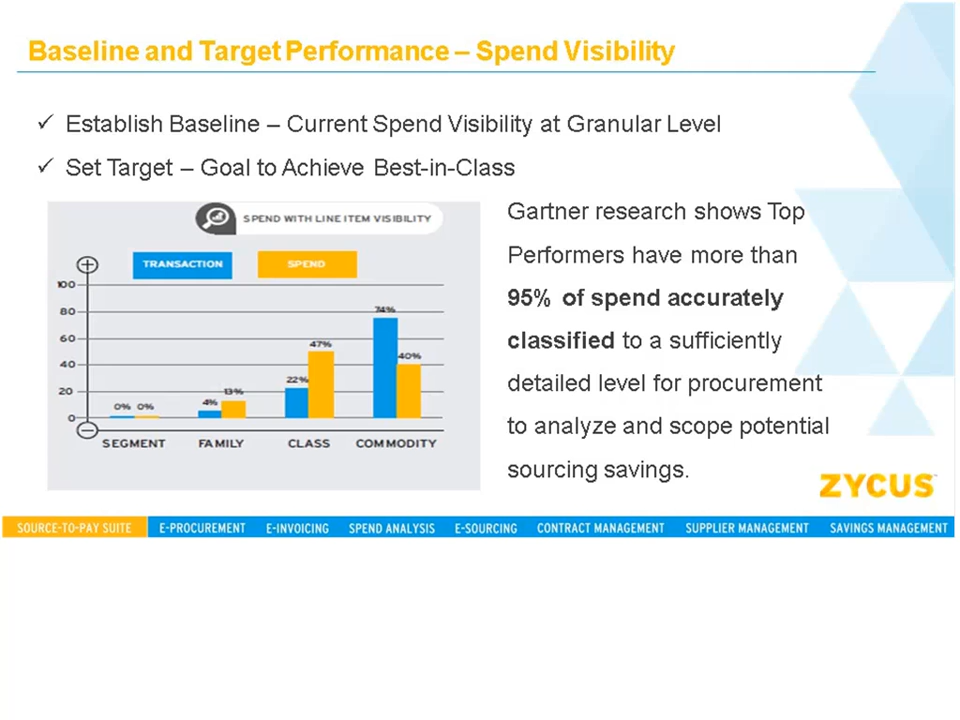 Baseline and Target Performance – Spend Visibility
✓ Establish Baseline – Current Spend Visibility at Granular Level
✓ Set Target – Goal to Achieve Best-in-Class
SPEND WITH LINE ITEM VISIBILITY
TRANSACTION SPEND
100
80
60
40
20
0
0% 0%
4% 13%
22% 47%
74% 40%
SEGMENT FAMILY CLASS COMMODITY
Gartner research shows Top
Performers have more than
95% of spend accurately
classified to a sufficiently
detailed level for procurement
to analyze and scope potential
sourcing savings.
ZYCUS
SOURCE-TO-PAY SUITE E-PROCUREMENT E-INVOICING SPEND ANALYSIS E-SOURCING CONTRACT MANAGEMENT SUPPLIER MANAGEMENT SAVINGS MANAGEMENT